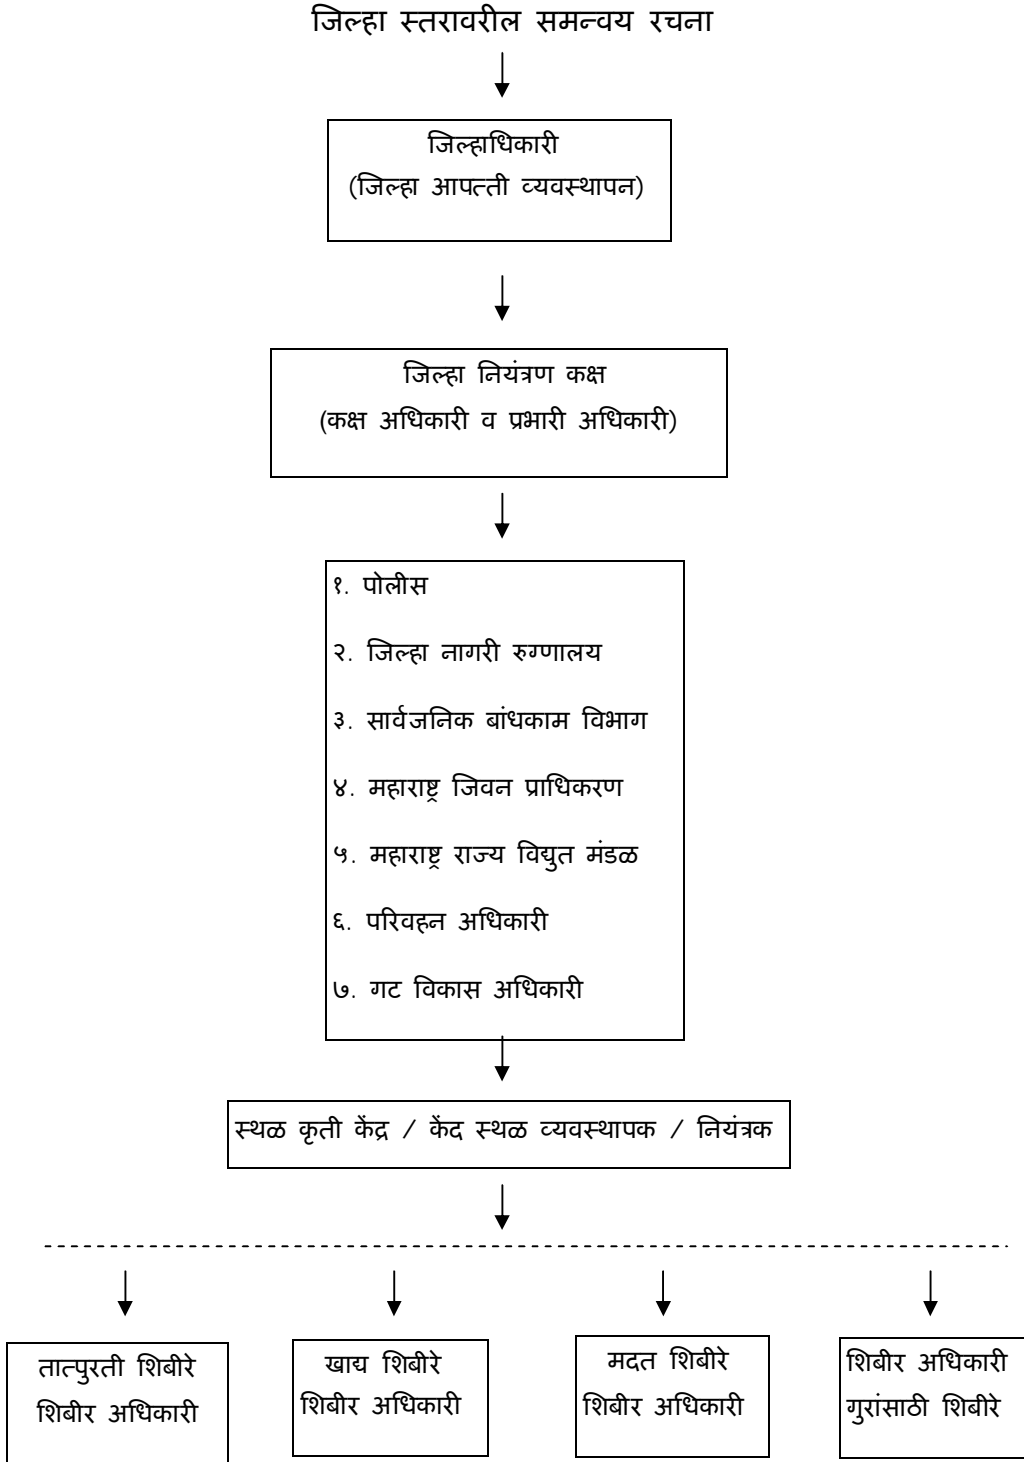 जिल्हा स्तरावरील समन्वय रचना
जिल्हाधिकारी
(जिल्हा आपत्ती व्यवस्थापन)
जिल्हा नियंत्रण कक्ष
(कक्ष अधिकारी व प्रभारी अधिकारी)
१. पोलीस
२. जिल्हा नागरी रुग्णालय
३. सार्वजनिक बांधकाम विभाग
४. महाराष्ट्र जिवन प्राधिकरण
५. महाराष्ट्र राज्य विद्युत मंडळ
६. परिवहन अधिकारी
७. गट विकास अधिकारी
स्थळ कृती केंद्र / केंद स्थळ व्यवस्थापक / नियंत्रक
तात्पुरती शिबीरे
शिबीर अधिकारी
खाद्य शिबीरे
शिबीर अधिकारी
मदत शिबीरे
शिबीर अधिकारी
शिबीर अधिकारी
गुरांसाठी शिबीरे